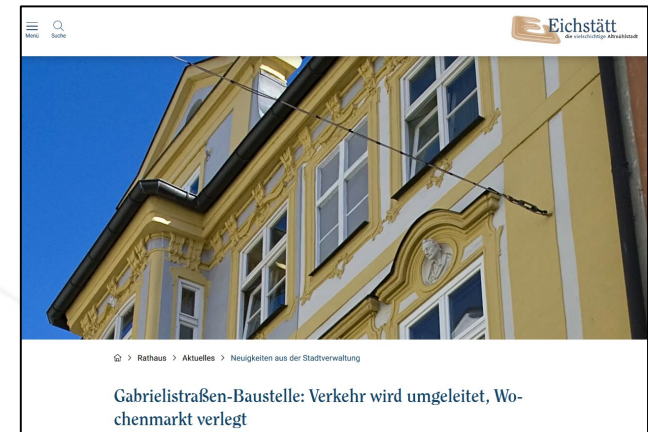 Menü Suche
Eichstätt
die vielschichtige Altmühlstadt
> Rathaus > Aktuelles > Neuigkeiten aus der Stadtverwaltung
Gabrielistraßen-Baustelle: Verkehr wird umgeleitet, Wo-
chenmarkt verlegt